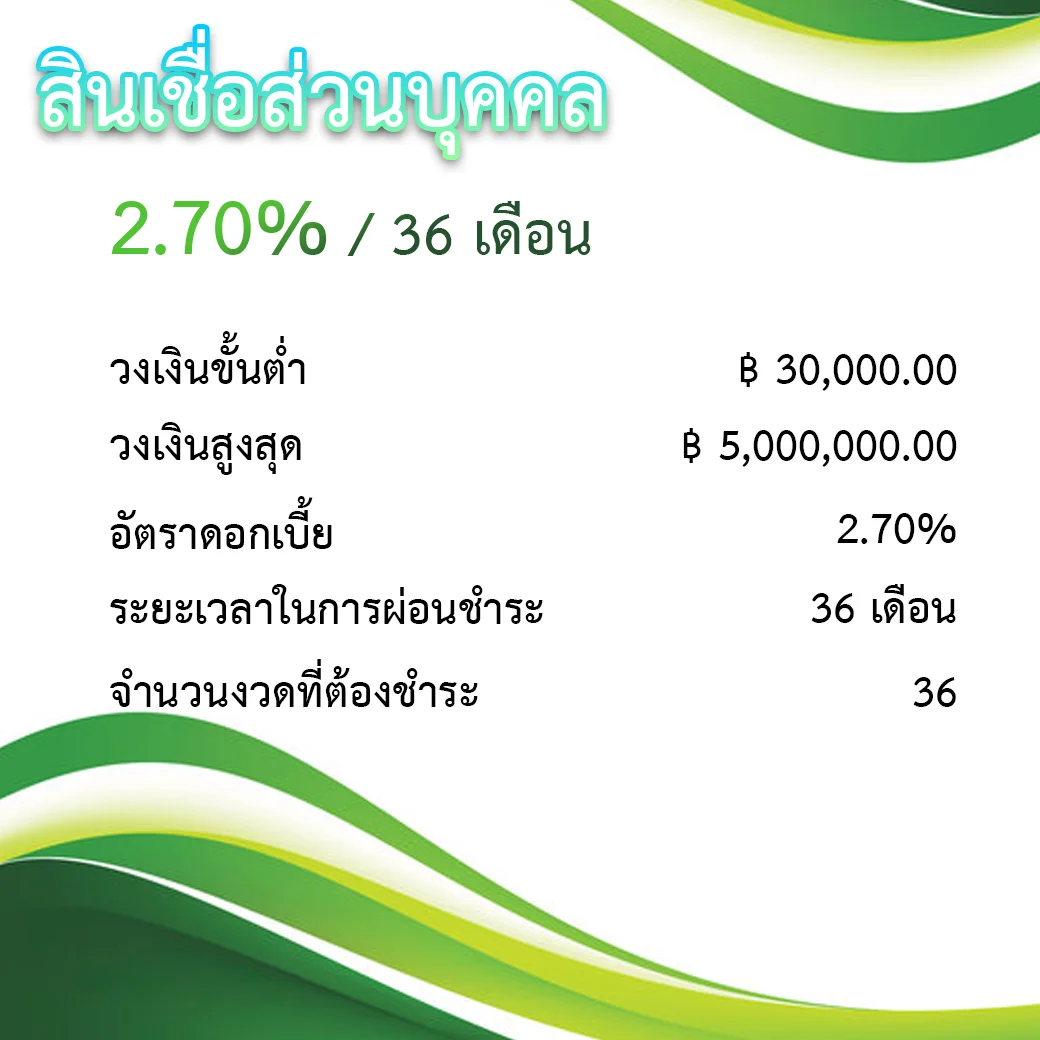 สินเชื่อส่วนบุคคล
2.70% / 36 เดือน
วงเงินขั้นต่ำ ฿ 30,000.00
วงเงินสูงสุด ฿ 5,000,000.00
อัตราดอกเบี้ย 2.70%
ระยะเวลาในการผ่อนชำระ 36 เดือน
จำนวนงวดที่ต้องชำระ 36